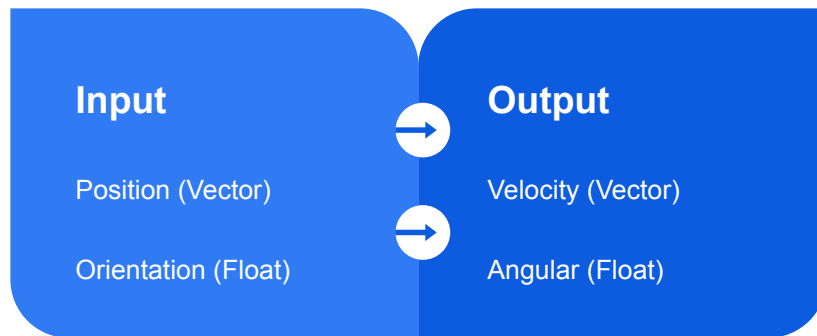 Input
Position (Vector)
Orientation (Float)
Output
Velocity (Vector)
Angular (Float)